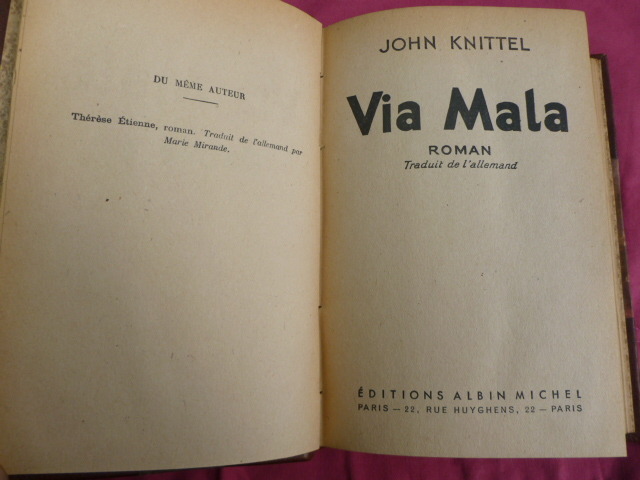 DU MÊME AUTEUR
Thérèse Étienne, roman. Traduit de l'allemand par
Marie Mirande.
JOHN KNITTEL
Via Mala
ROMAN
Traduit de l'allemand
ÉDITIONS ALBIN MICHEL
PARIS — 22, RUE HUYGHENS, 22 — PARIS